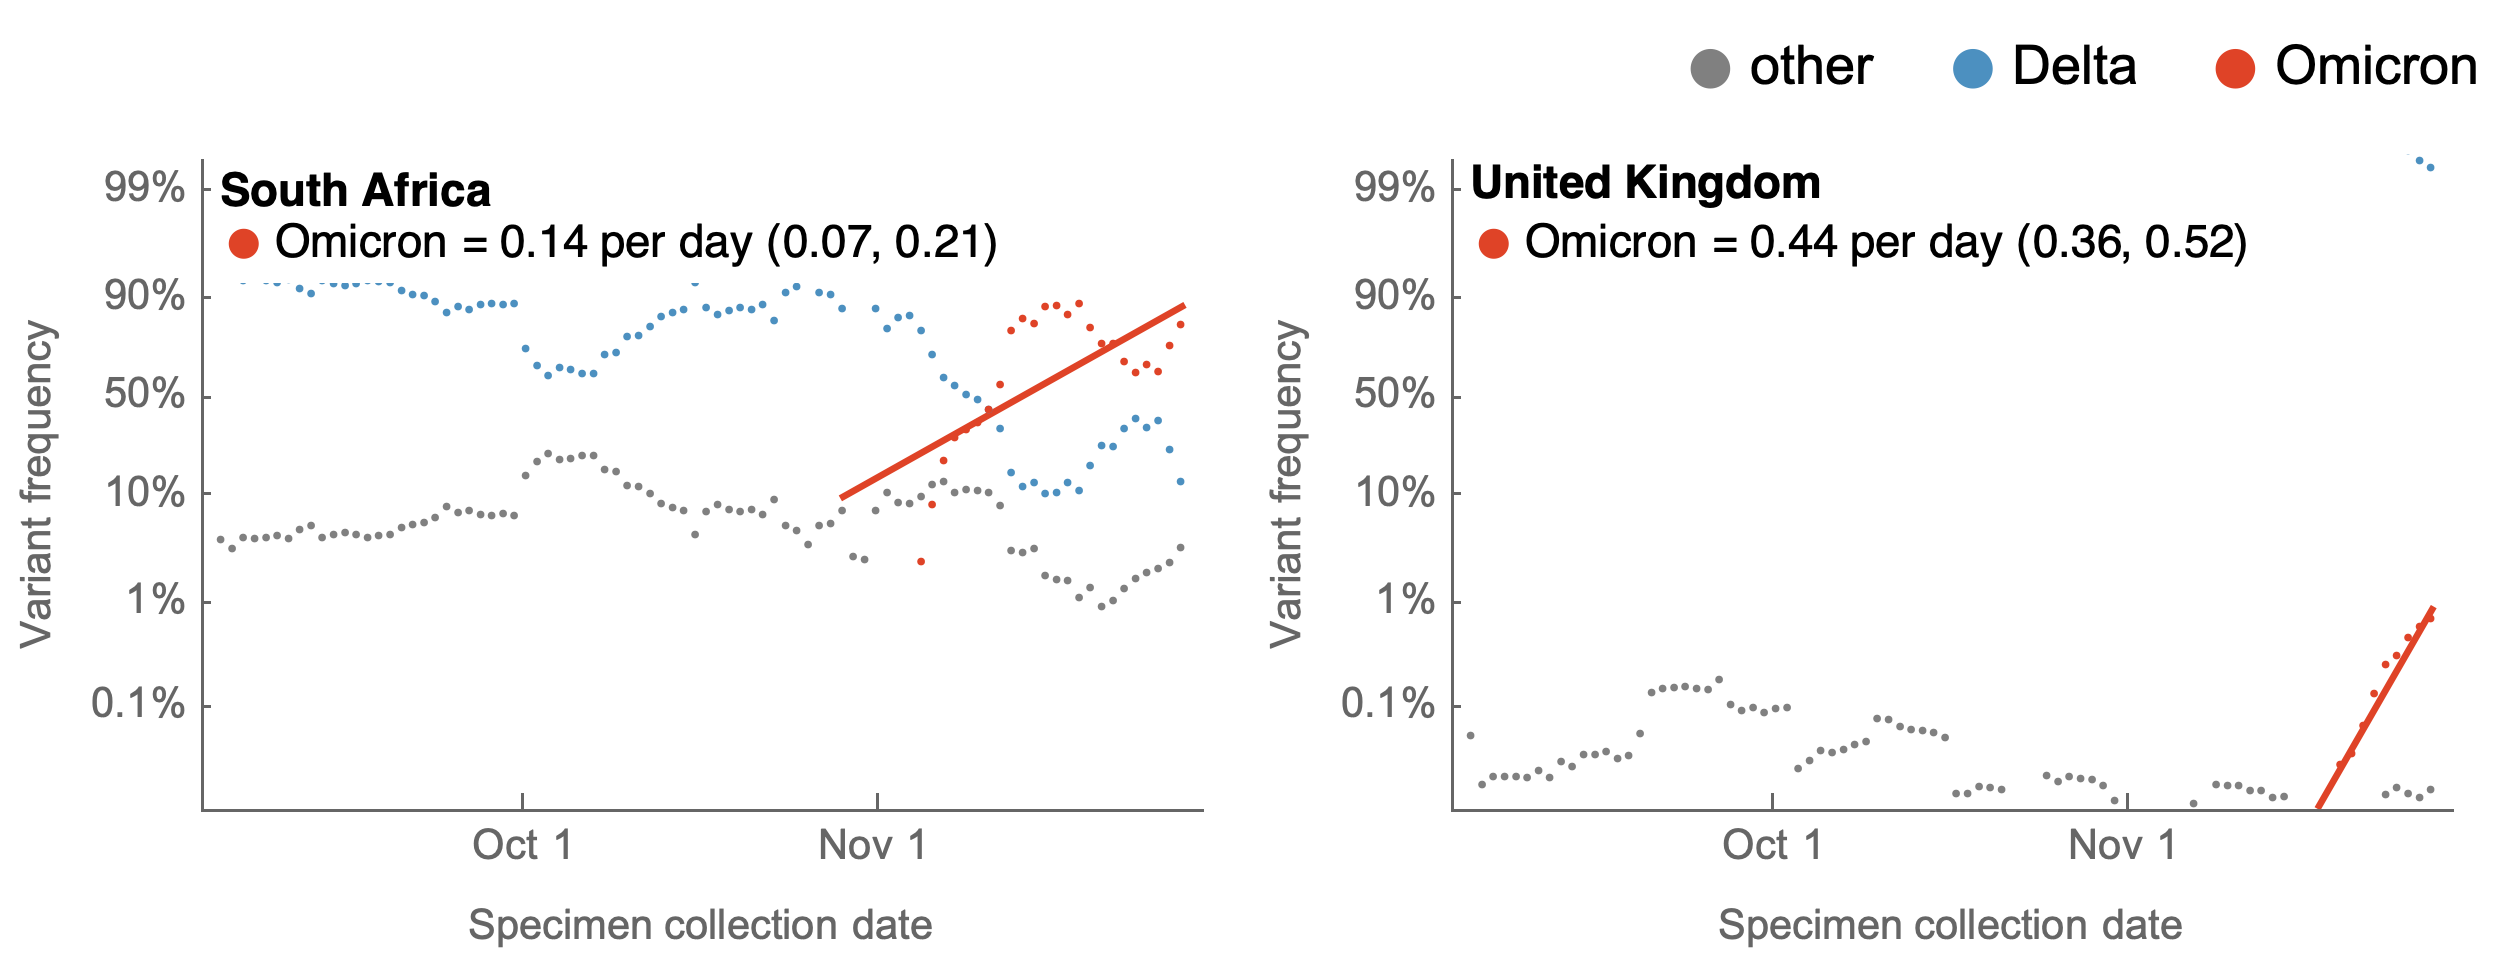 other Delta Omicron
South Africa
Omicron = 0.14 per day (0.07, 0.21)
99%
90%
50%
10%
1%
0.1%
Variant frequency
Oct 1 Nov 1
Specimen collection date
United Kingdom
Omicron = 0.44 per day (0.36, 0.52)
99%
90%
50%
10%
1%
0.1%
Variant frequency
Oct 1 Nov 1
Specimen collection date